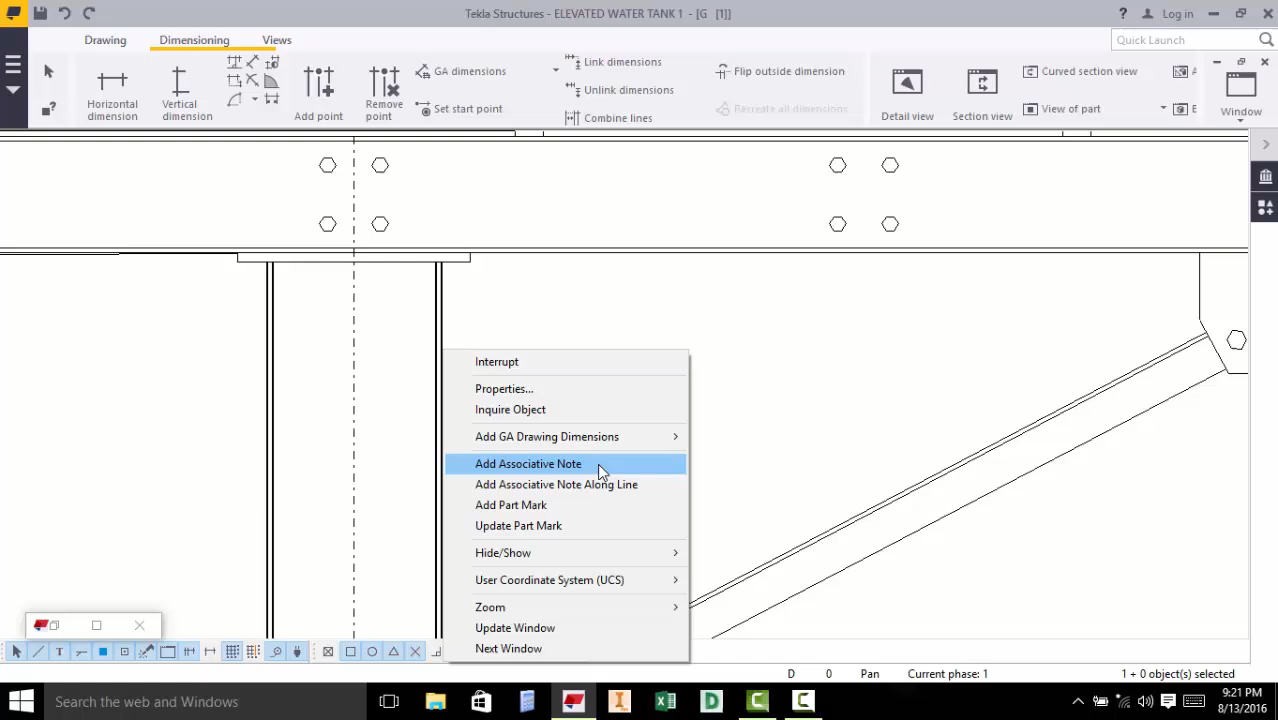 Tekla Structures - ELEVATED WATER TANK 1 - [G  [1]]
? Log in
Drawing Dimensioning Views
Quick Launch
Horizontal dimension
Vertical dimension
Add point
Remove point
GA dimensions
Set start point
Link dimensions
Unlink dimensions
Combine lines
Flip outside dimension
Recreate all dimensions
Detail view
Section view
Curved section view
View of part
A
E
Window
Interrupt
Properties...
Inquire Object
Add GA Drawing Dimensions
Add Associative Note
Add Associative Note Along Line
Add Part Mark
Update Part Mark
Hide/Show
User Coordinate System (UCS)
Zoom
Update Window
Next Window
D 0 Pan Current phase: 1 1 + 0 object(s) selected
Search the web and Windows
9:21 PM
8/13/2016